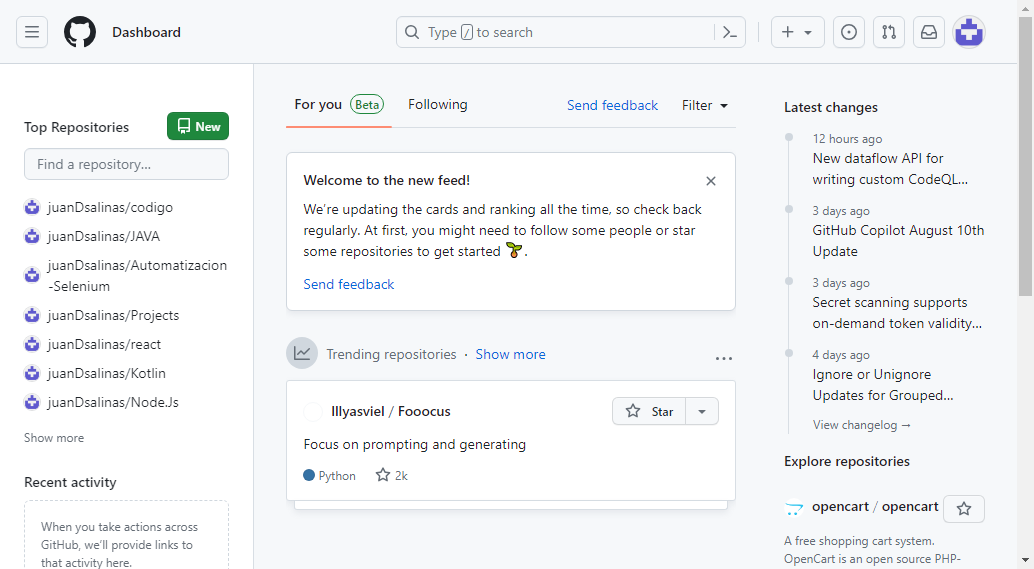 Dashboard
Type / to search
Top Repositories
New
Find a repository...
juanDsalinas/codigo
juanDsalinas/JAVA
juanDsalinas/Automatizacion
-Selenium
juanDsalinas/Projects
juanDsalinas/react
juanDsalinas/Kotlin
juanDsalinas/Node.Js
Show more
Recent activity
When you take actions across
GitHub, we'll provide links to
that activity here.
For you Beta Following Send feedback Filter
Welcome to the new feed!
We're updating the cards and ranking all the time, so check back
regularly. At first, you might need to follow some people or star
some repositories to get started.
Send feedback
Trending repositories · Show more
lllyasviel / Fooocus
Star
Focus on prompting and generating
Python 2k
Latest changes
12 hours ago
New dataflow API for
writing custom CodeQL...
3 days ago
GitHub Copilot August 10th
Update
3 days ago
Secret scanning supports
on-demand token validity...
4 days ago
Ignore or Unignore
Updates for Grouped...
View changelog →
Explore repositories
opencart / opencart
A free shopping cart system.
OpenCart is an open source PHP-